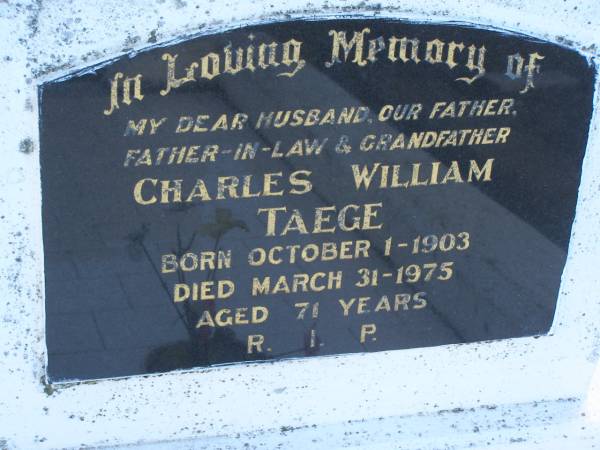 In Loving Memory of
MY DEAR HUSBAND, OUR FATHER,
FATHER-IN-LAW & GRANDFATHER
CHARLES WILLIAM
TAEGE
BORN OCTOBER 1-1903
DIED MARCH 31-1975
AGED 71 YEARS
R. I. P.